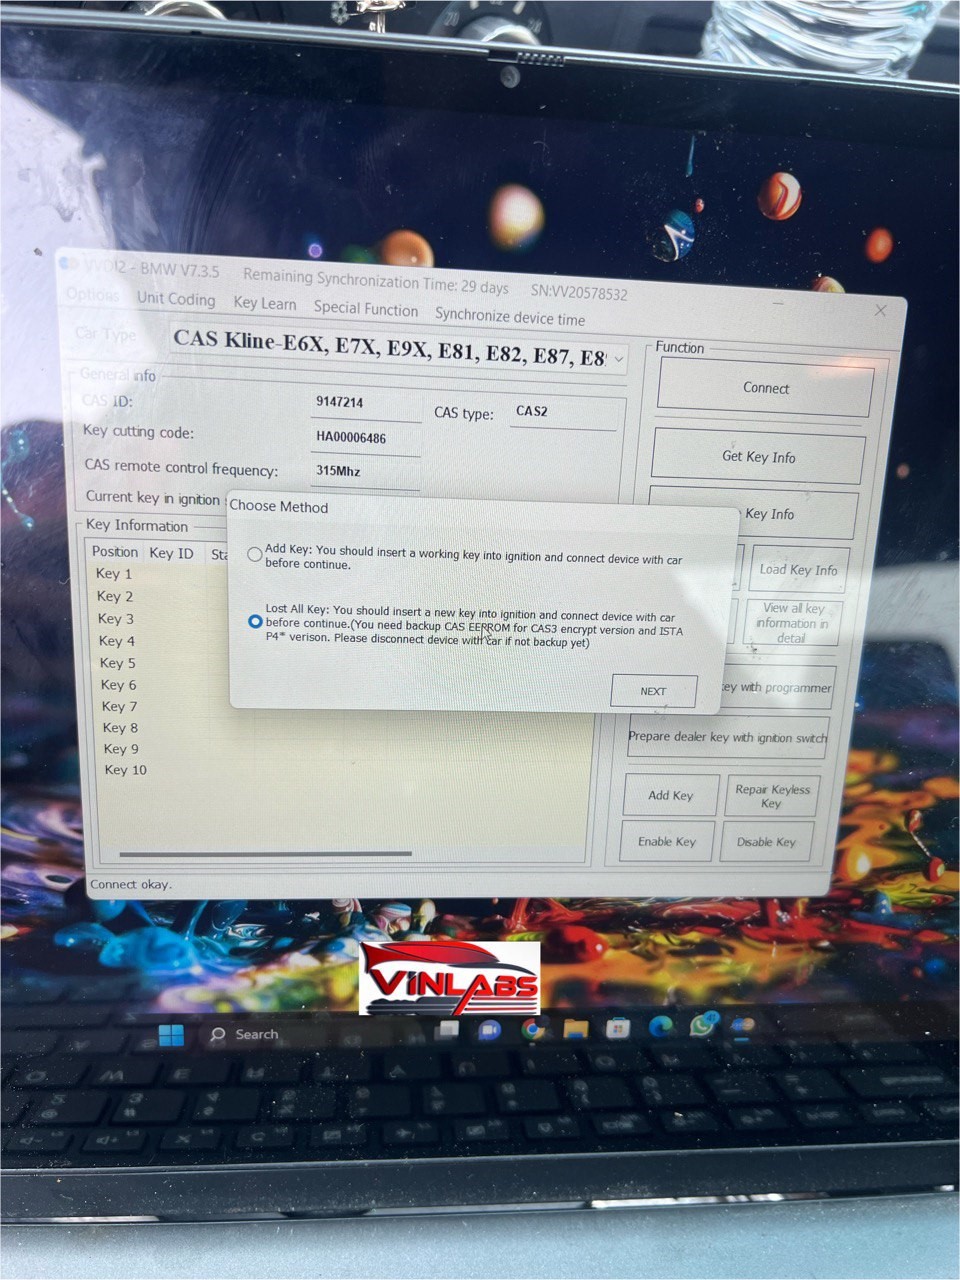 VVDI2 - BMW V7.3.5 Remaining Synchronization Time: 29 days SN:VV20578532
Options Unit Coding Key Learn Special Function Synchronize device time
Car Type CAS Kline-E6X, E7X, E9X, E81, E82, E87, E8
General info
CAS ID: 9147214 CAS type: CAS2
Key cutting code: HA00006486
CAS remote control frequency: 315Mhz
Current key in ignition :
Key Information
Position Key ID Sta
Key 1
Key 2
Key 3
Key 4
Key 5
Key 6
Key 7
Key 8
Key 9
Key 10
Connect okay.
Choose Method
Add Key: You should insert a working key into ignition and connect device with car
before continue.
Lost All Key: You should insert a new key into ignition and connect device with car
before continue.(You need backup CAS EEPROM for CAS3 encrypt version and ISTA
P4* verison. Please disconnect device with car if not backup yet)
NEXT
Function
Connect
Get Key Info
Key Info
Load Key Info
View all key
information in
detail
key with programmer
Prepare dealer key with ignition switch
Add Key
Repair Keyless
Key
Enable Key
Disable Key
VINLABS
Search